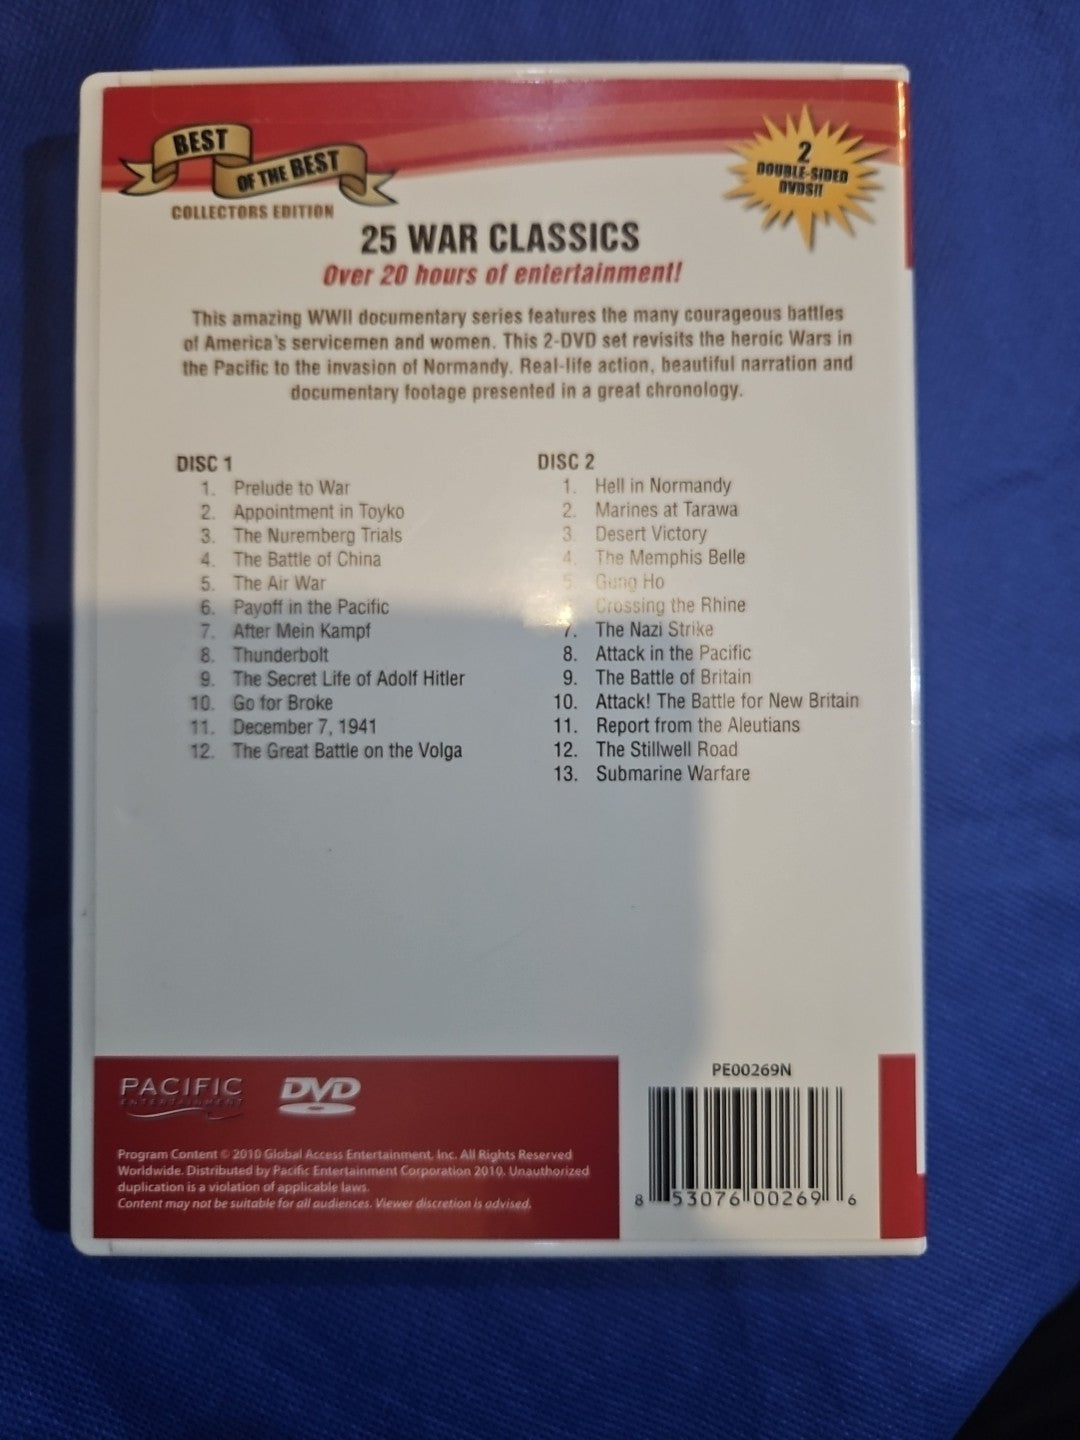 BEST
OF THE BEST
COLLECTORS EDITION
2
DOUBLE-SIDED
DVDS!!
25 WAR CLASSICS
Over 20 hours of entertainment!
This amazing WWII documentary series features the many courageous battles
of America's servicemen and women. This 2-DVD set revisits the heroic Wars in
the Pacific to the invasion of Normandy. Real-life action, beautiful narration and
documentary footage presented in a great chronology.
DISC 1
1. Prelude to War
2. Appointment in Toyko
3. The Nuremberg Trials
4. The Battle of China
5. The Air War
6. Payoff in the Pacific
7. After Mein Kampf
8. Thunderbolt
9. The Secret Life of Adolf Hitler
10. Go for Broke
11. December 7, 1941
12. The Great Battle on the Volga
DISC 2
1. Hell in Normandy
2. Marines at Tarawa
3. Desert Victory
4. The Memphis Belle
5. Gung Ho
Crossing the Rhine
7. The Nazi Strike
8. Attack in the Pacific
9. The Battle of Britain
10. Attack! The Battle for New Britain
11. Report from the Aleutians
12. The Stillwell Road
13. Submarine Warfare
PACIFIC
ENTERTAINMENT
DVD
Program Content © 2010 Global Access Entertainment, Inc. All Rights Reserved
Worldwide. Distributed by Pacific Entertainment Corporation 2010. Unauthorized
duplication is a violation of applicable laws.
Content may not be suitable for all audiences. Viewer discretion is advised.
PE00269N
8 53076 00269 6